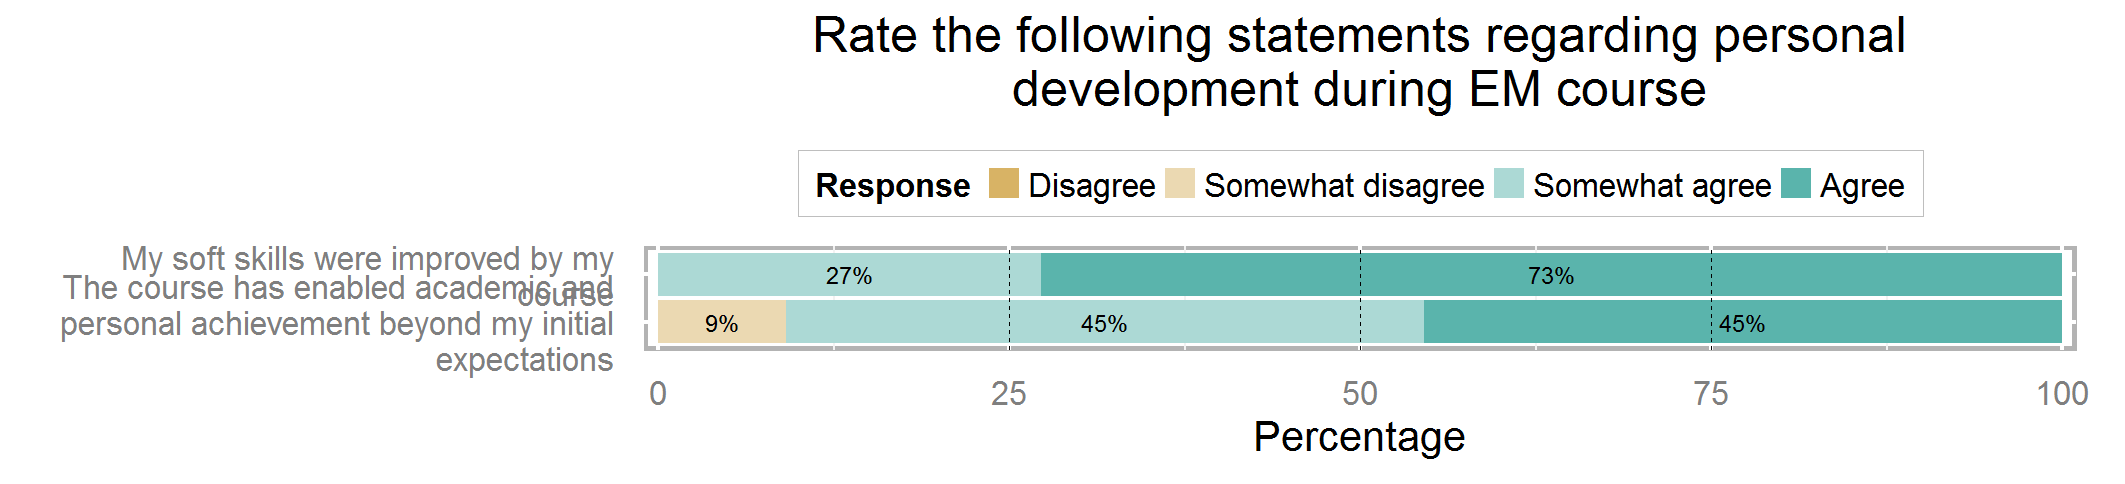 Rate the following statements regarding personal
development during EM course
Response Disagree Somewhat disagree Somewhat agree Agree
My soft skills were improved by my
course
27% 73%
The course has enabled academic and
personal achievement beyond my initial
expectations
9% 45% 45%
0 25 50 75 100
Percentage